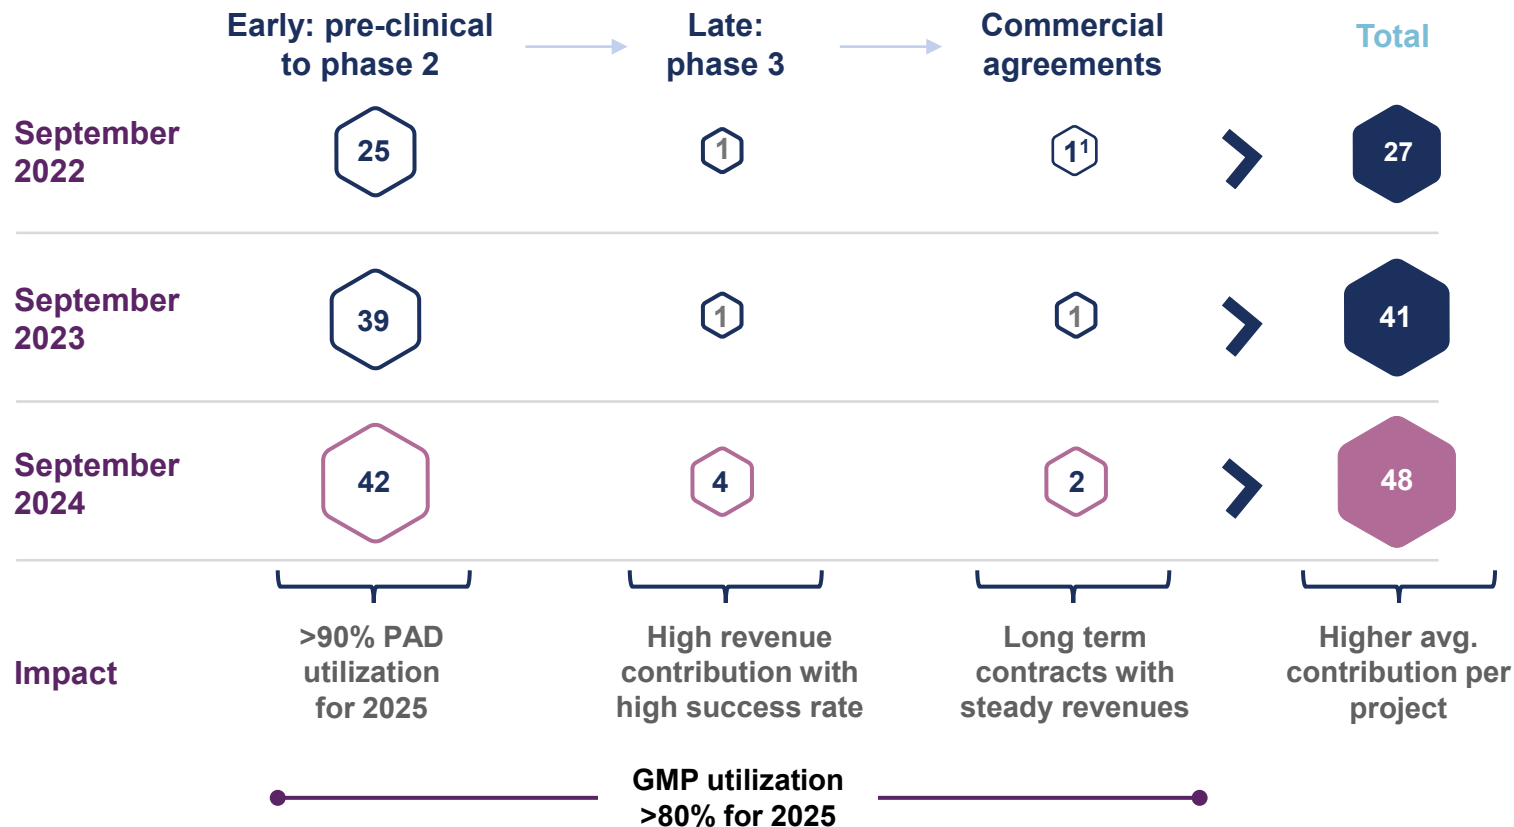 Early: pre-clinical
to phase 2
Late:
phase 3
Commercial
agreements
Total
September
2022
25
1
1¹
27
September
2023
39
1
1
41
September
2024
42
4
2
48
Impact
>90% PAD
utilization
for 2025
High revenue
contribution with
high success rate
Long term
contracts with
steady revenues
Higher avg.
contribution per
project
GMP utilization
>80% for 2025